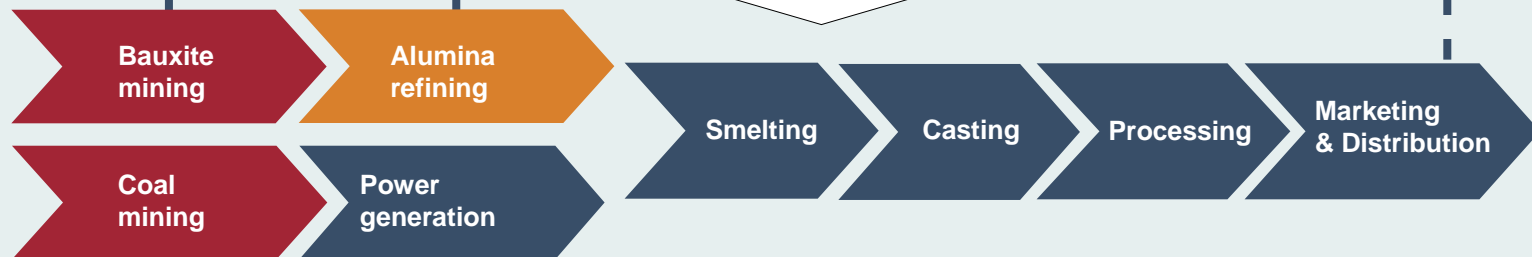 Bauxite
mining
Alumina
refining
Coal
mining
Power
generation
Smelting
Casting
Processing
Marketing
& Distribution